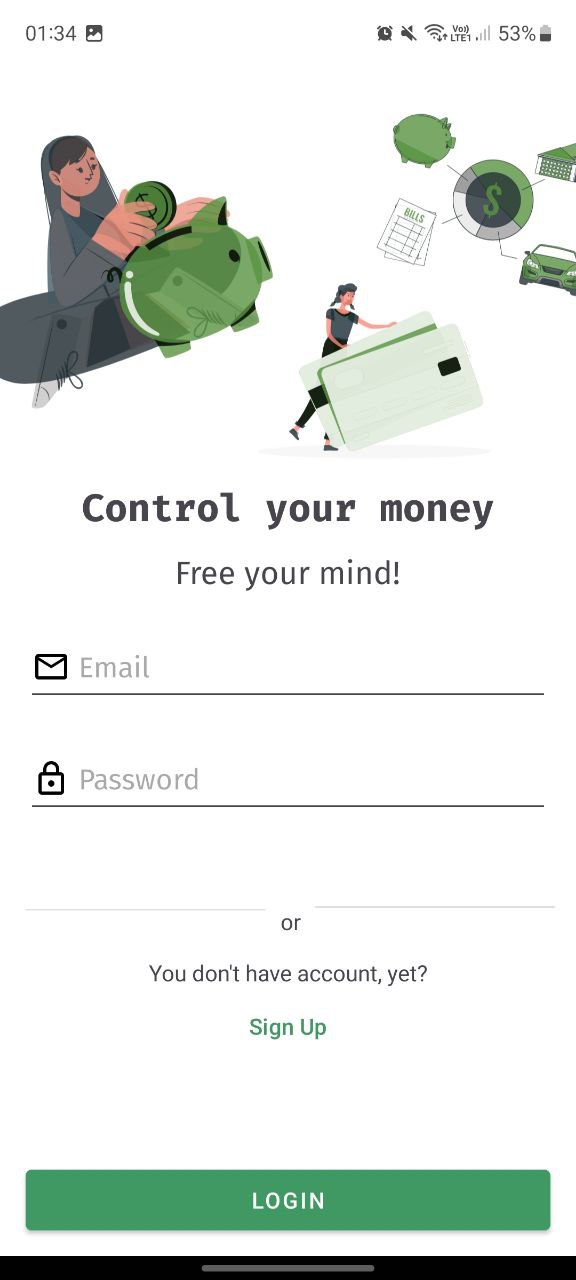 01:34
Vo))
LTE1
53%
BILLS
$
$
Control your money
Free your mind!
Email
Password
or
You don't have account, yet?
Sign Up
LOGIN